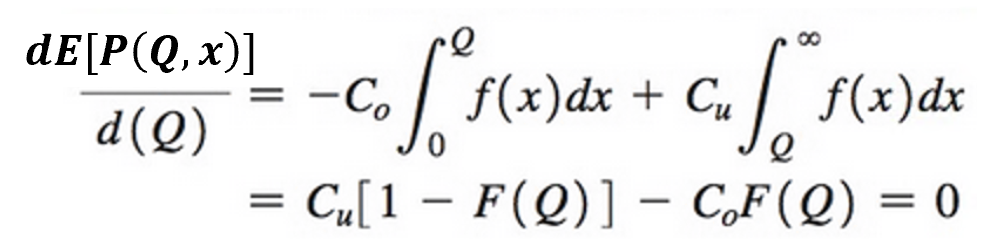 dE[P(Q, x)] / d(Q) = −C_o ∫_0^Q f(x)dx + C_u ∫_Q^∞ f(x)dx
= C_u[1 − F(Q)] − C_oF(Q) = 0